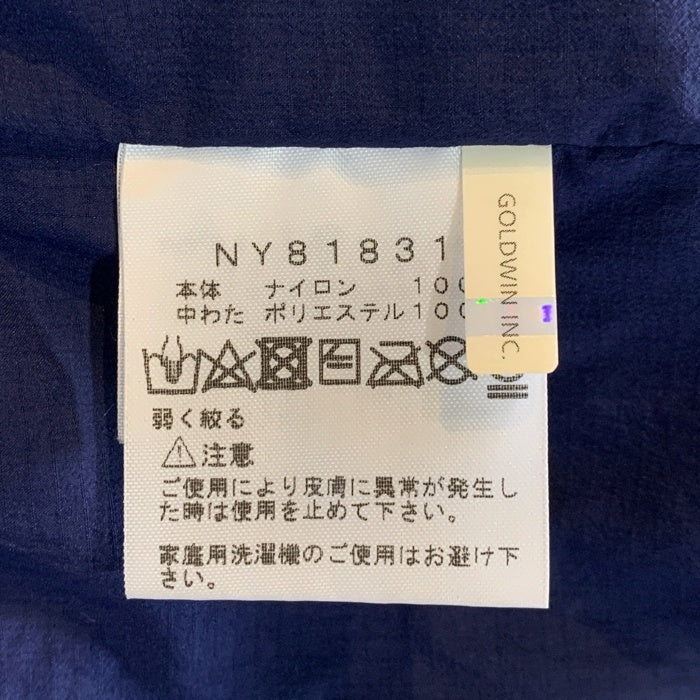 NY81831
本体 ナイロン 100
中わた ポリエステル100
弱く絞る
注意
ご使用により皮膚に異常が発生し
た時は使用を止めて下さい。
家庭用洗濯機のご使用はお避け下
さい。
GOLDWIN INC.